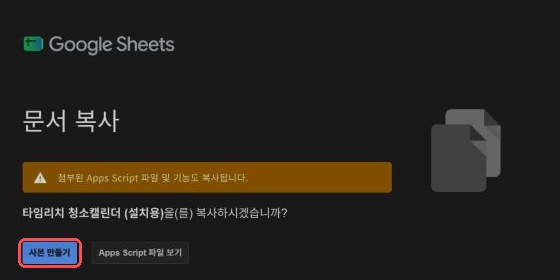 Google Sheets
문서 복사
첨부된 Apps Script 파일 및 기능도 복사됩니다.
타임리치 청소캘린더 (설치용)을(를) 복사하시겠습니까?
사본 만들기
Apps Script 파일 보기